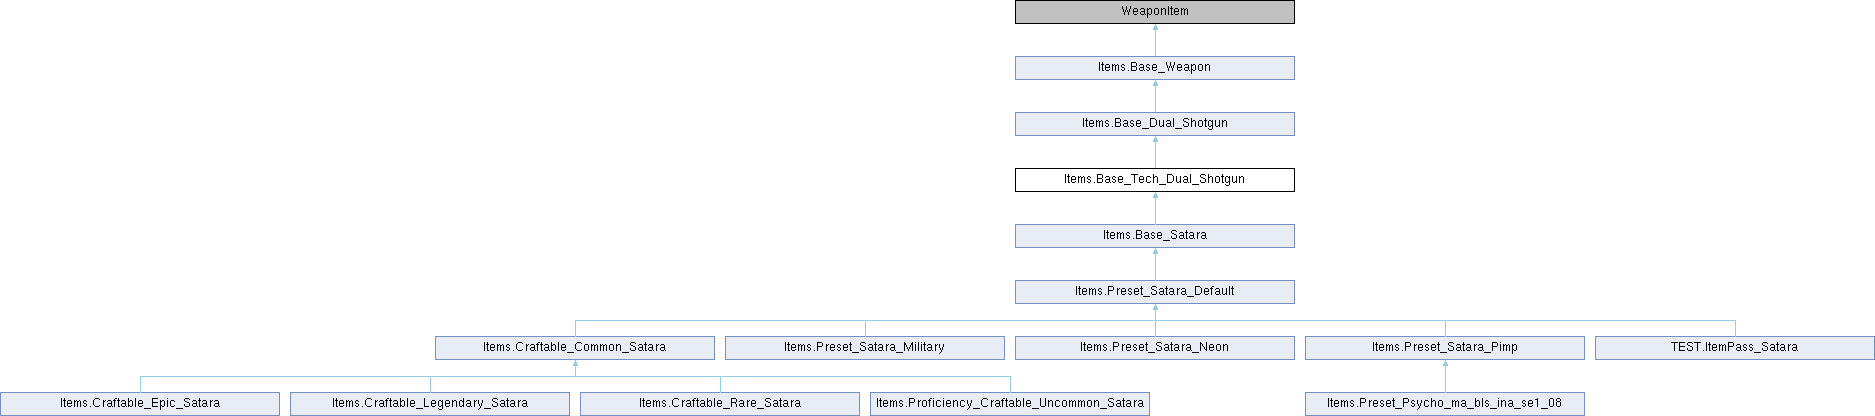 WeaponItem
Items.Base_Weapon
Items.Base_Dual_Shotgun
Items.Base_Tech_Dual_Shotgun
Items.Base_Satara
Items.Preset_Satara_Default
Items.Craftable_Common_Satara
Items.Preset_Satara_Military
Items.Preset_Satara_Neon
Items.Preset_Satara_Pimp
TEST.ItemPass_Satara
Items.Craftable_Epic_Satara
Items.Craftable_Legendary_Satara
Items.Craftable_Rare_Satara
Items.Proficiency_Craftable_Uncommon_Satara
Items.Preset_Psycho_ma_bls_ina_se1_08